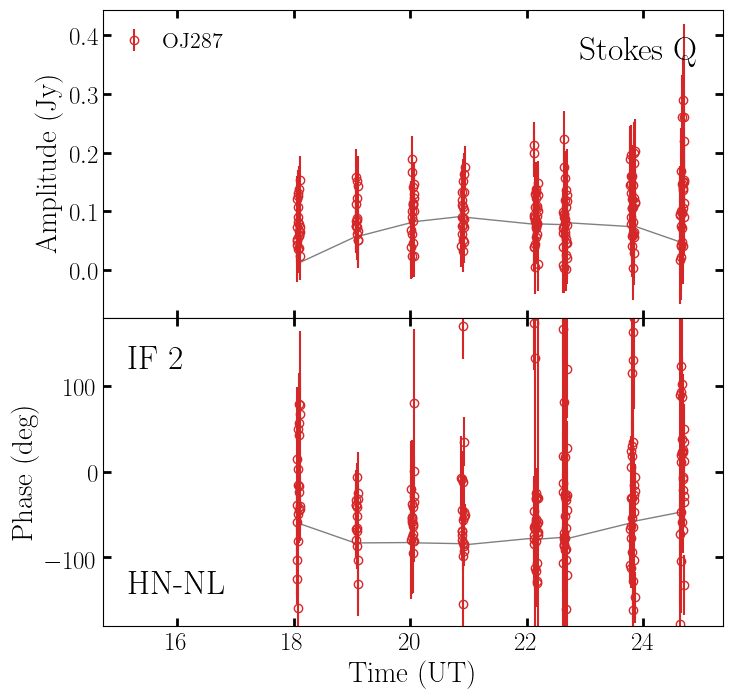 OJ287
Stokes Q
0.4
0.3
0.2
0.1
0.0
Amplitude (Jy)
IF 2
100
0
−100
Phase (deg)
HN-NL
16 18 20 22 24
Time (UT)